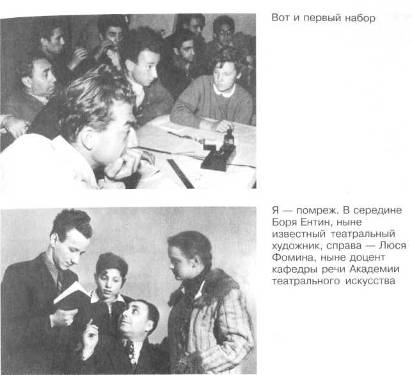 Вот и первый набор
Я — помреж. В середине
Боря Ентин, ныне
известный театральный
художник, справа — Люся
Фомина, ныне доцент
кафедры речи Академии
театрального искусства